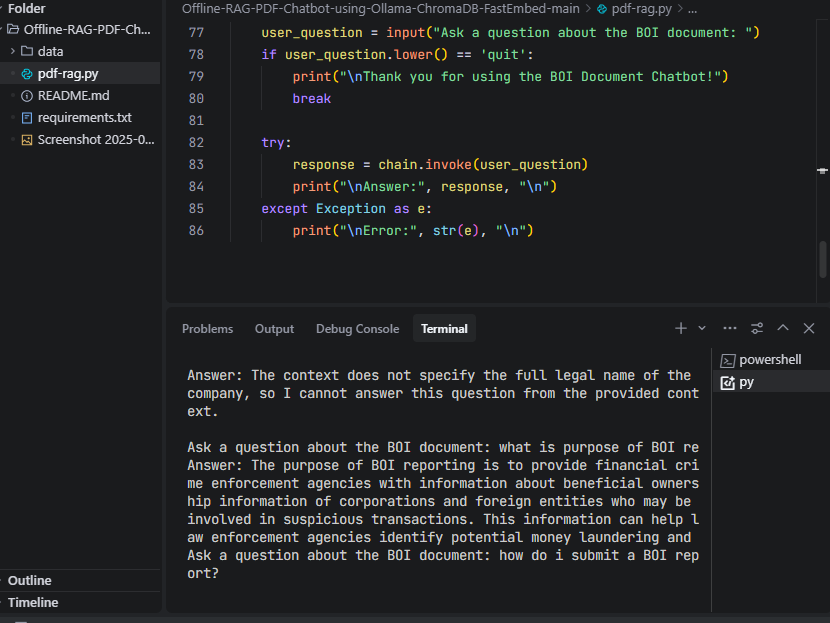 Folder
Offline-RAG-PDF-Ch...
data
pdf-rag.py
README.md
requirements.txt
Screenshot 2025-0...
Outline
Timeline
Offline-RAG-PDF-Chatbot-using-Ollama-ChromaDB-FastEmbed-main > pdf-rag.py > ...
77 user_question = input("Ask a question about the BOI document: ")
78 if user_question.lower() == 'quit':
79 print("\nThank you for using the BOI Document Chatbot!")
80 break
81
82 try:
83 response = chain.invoke(user_question)
84 print("\nAnswer:", response, "\n")
85 except Exception as e:
86 print("\nError:", str(e), "\n")
Problems Output Debug Console Terminal
Answer: The context does not specify the full legal name of the
company, so I cannot answer this question from the provided cont
ext.
Ask a question about the BOI document: what is purpose of BOI re
Answer: The purpose of BOI reporting is to provide financial cri
me enforcement agencies with information about beneficial owners
hip information of corporations and foreign entities who may be
involved in suspicious transactions. This information can help l
aw enforcement agencies identify potential money laundering and
Ask a question about the BOI document: how do i submit a BOI rep
ort?
powershell
py